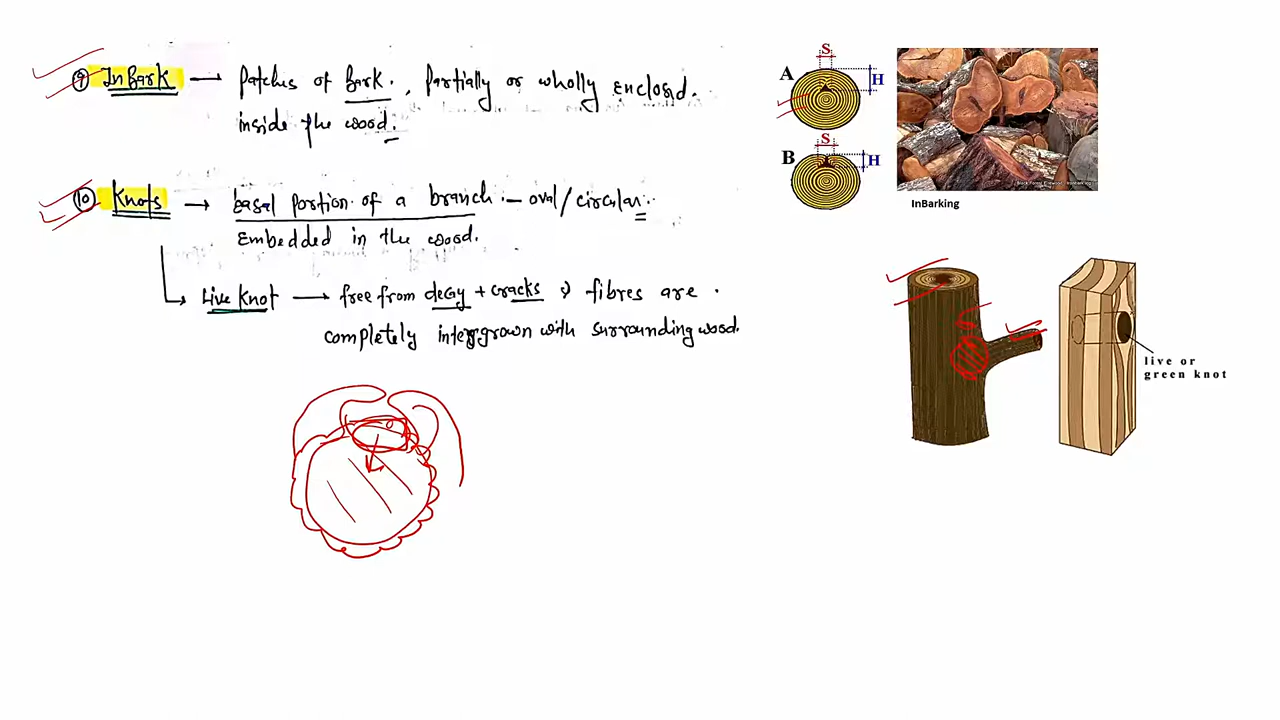 ⑨ InBark → Patches of Bark, Partially or wholly enclosed.
inside the wood.
⑩ Knots → basal portion of a branch :– oval/circular.
Embedded in the wood.
Live Knot → free from decay + cracks & fibres are
completely intergrown with surrounding wood.
A
S
H
B
S
H
InBarking
live or
green knot